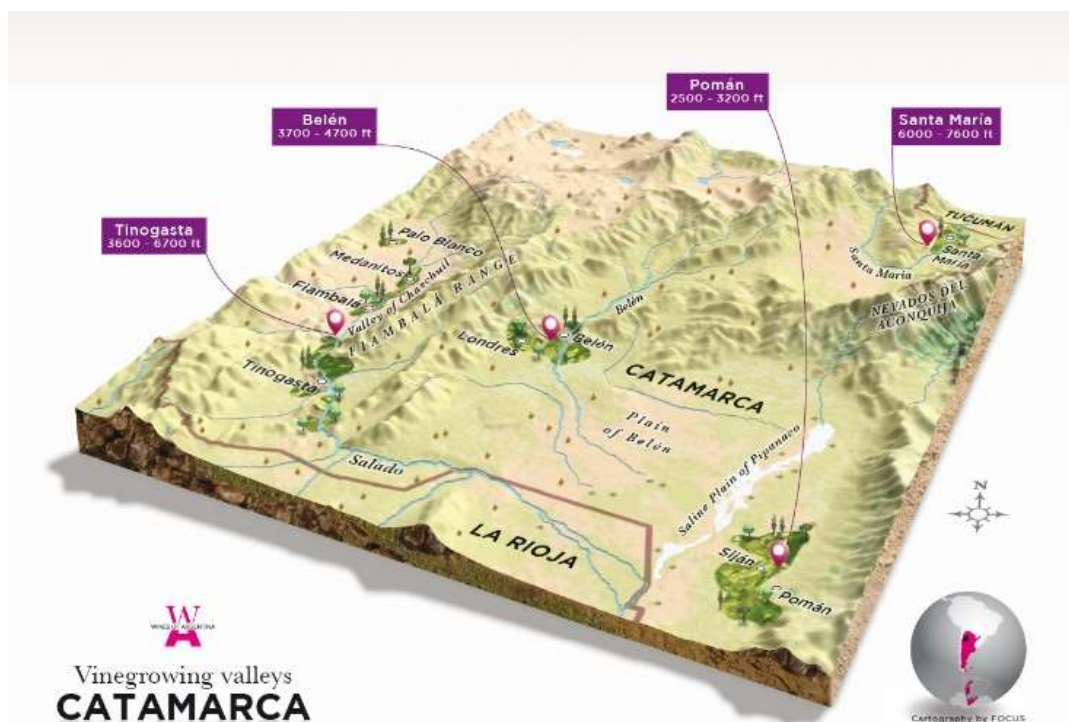 Pomán
2500 - 3200 ft
Belén
3700 - 4700 ft
Santa María
6000 - 7600 ft
Tinogasta
3600 - 6700 ft
TUCUMÁN
Palo Blanco
Santa
María
Medanitos
Santa María
Fiambalá
Valley of Chaschuil
FIAMBALÁ RANGE
Belén
NEVADOS DEL
ACONQUIJA
Londres
Belén
Tinogasta
CATAMARCA
Plain
of Belén
Salado
Saline Plain of Pipanaco
N
LA RIOJA
Siján
Pomán
WINES OF ARGENTINA
Vinegrowing valleys
CATAMARCA
Cartography by FOCUS